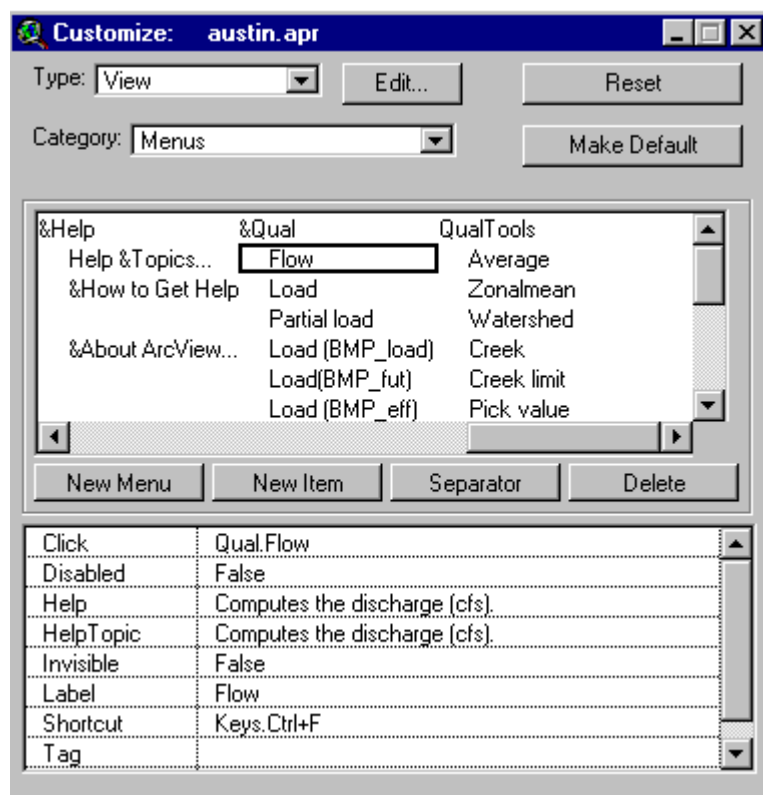 Customize: austin.apr
Type: View Edit... Reset
Category: Menus Make Default
&Help &Qual QualTools
Help &Topics... Flow Average
&How to Get Help Load Zonalmean
Partial load Watershed
&About ArcView... Load (BMP_load) Creek
Load(BMP_fut) Creek limit
Load (BMP_eff) Pick value
New Menu New Item Separator Delete
Click Qual.Flow
Disabled False
Help Computes the discharge (cfs).
HelpTopic Computes the discharge (cfs).
Invisible False
Label Flow
Shortcut Keys.Ctrl+F
Tag